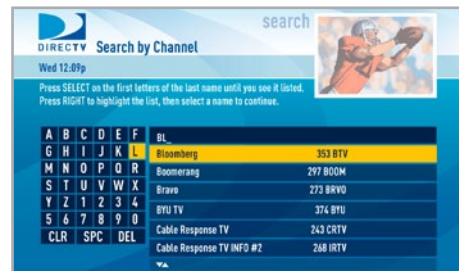 search
DIRECTV Search by Channel
Wed 12:09p
Press SELECT on the first letters of the last name until you see it listed.
Press RIGHT to highlight the list, then select a name to continue.
A B C D E F
G H I J K L
M N O P Q R
S T U V W X
Y Z 1 2 3 4
5 6 7 8 9 0
CLR SPC DEL
BL_
Bloomberg 353 BTV
Boomerang 297 BOOM
Bravo 273 BRVO
BYU TV 374 BYU
Cable Response TV 243 CRTV
Cable Response TV INFO #2 268 IRTV